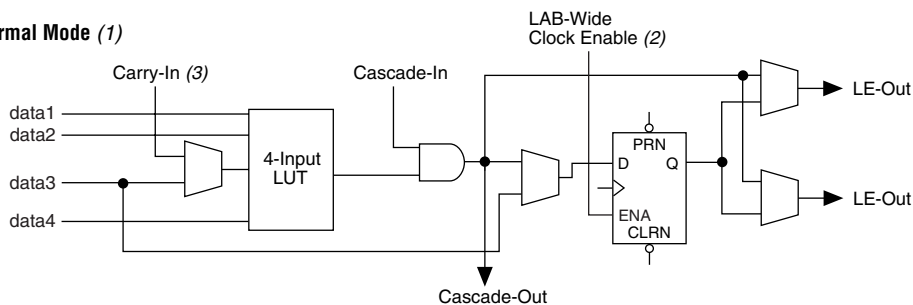 rmal Mode (1)
LAB-Wide
Clock Enable (2)
Carry-In (3)
Cascade-In
data1
data2
data3
data4
4-Input
LUT
PRN
D
Q
ENA
CLRN
LE-Out
LE-Out
Cascade-Out